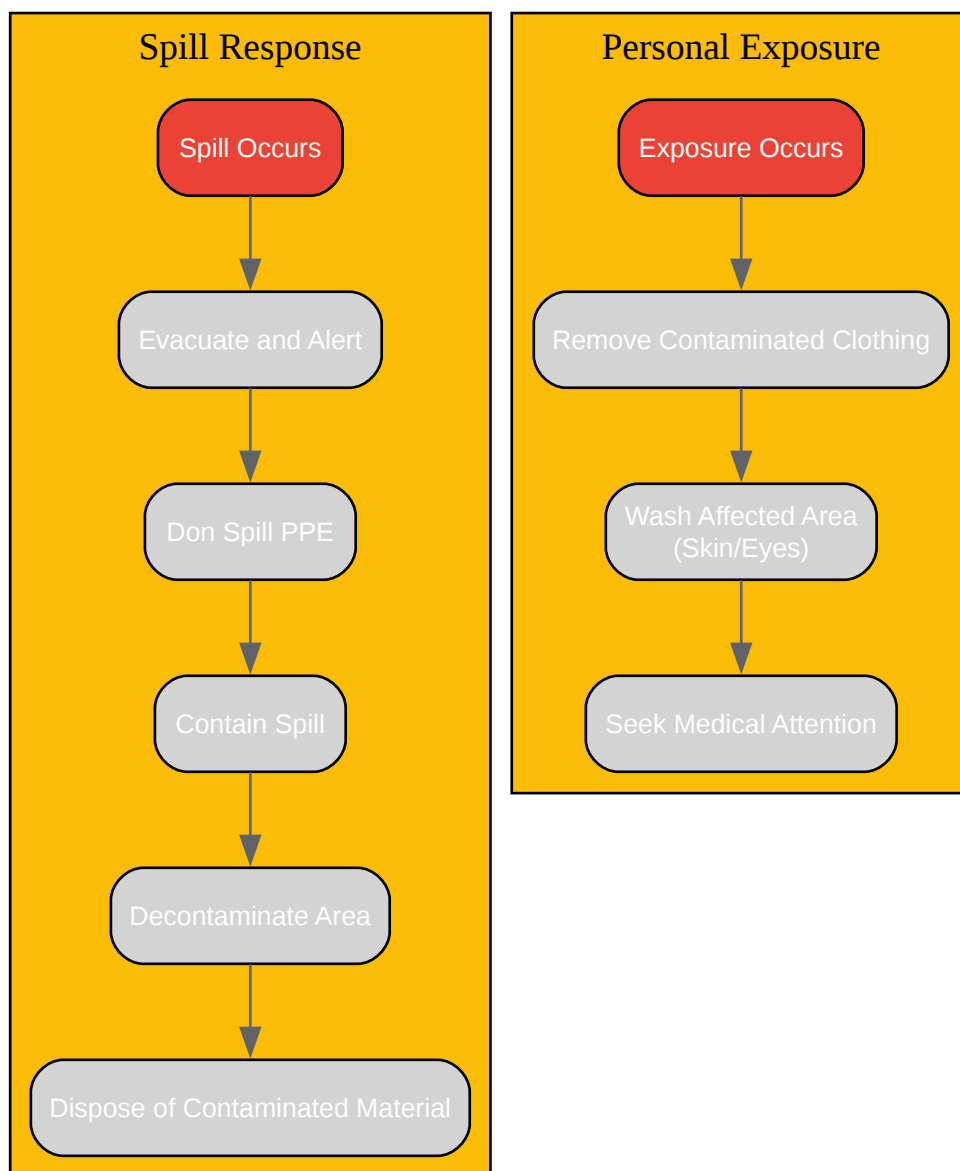 Spill Response
Spill Occurs
Evacuate and Alert
Don Spill PPE
Contain Spill
Decontaminate Area
Dispose of Contaminated Material
Personal Exposure
Exposure Occurs
Remove Contaminated Clothing
Wash Affected Area
(Skin/Eyes)
Seek Medical Attention